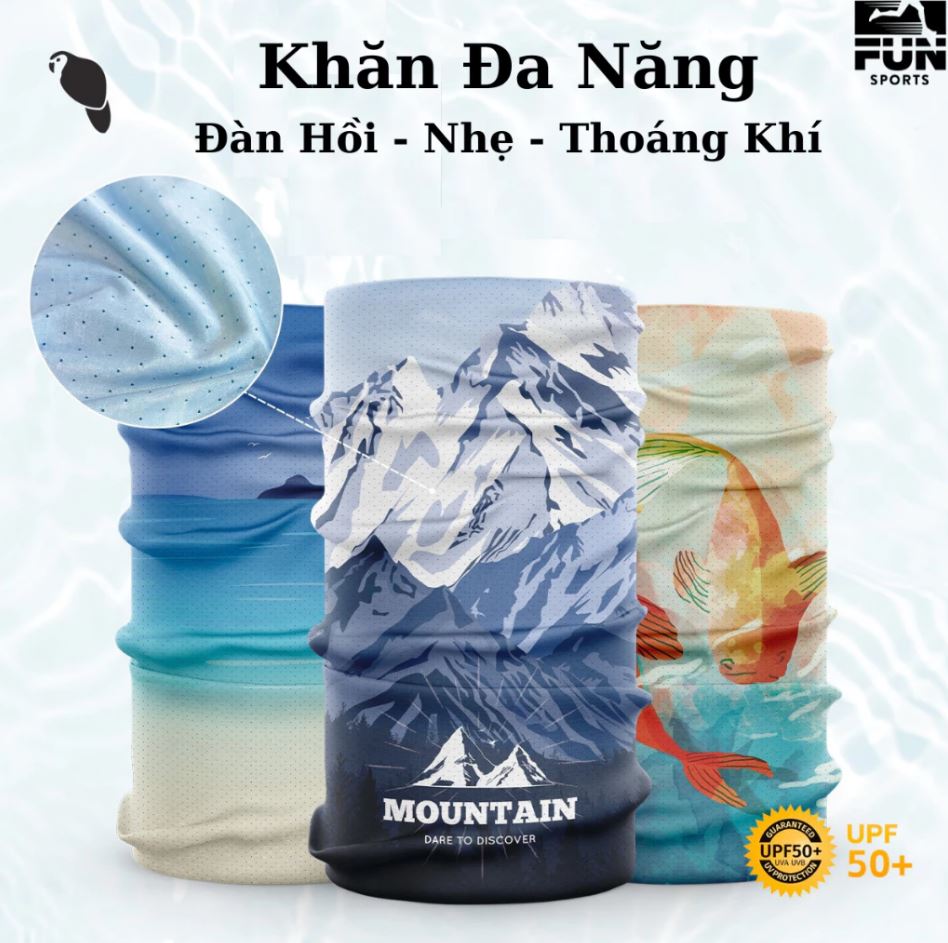 Khăn Đa Năng
FUN
SPORTS
Đàn Hồi - Nhẹ - Thoáng Khí
MOUNTAIN
DARE TO DISCOVER
GUARANTEED
UPF50+
UVA UVB
UV PROTECTION
UPF
50+